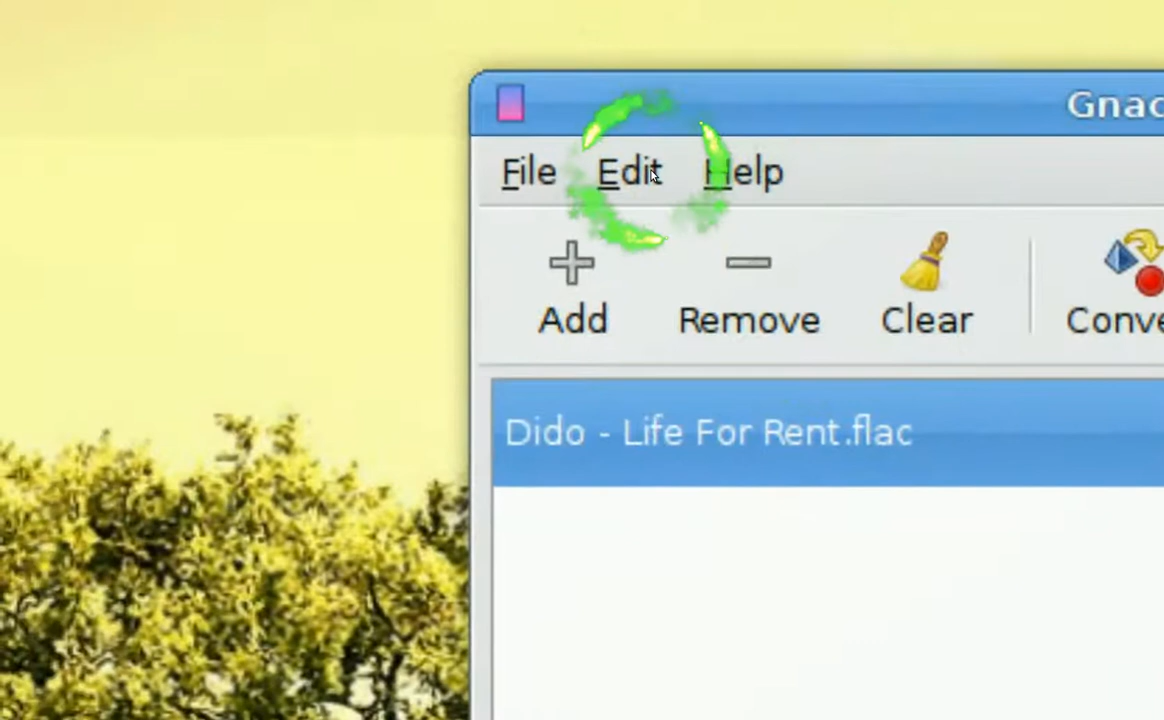 Gnac
File Edit Help
Add Remove Clear Conve
Dido - Life For Rent.flac